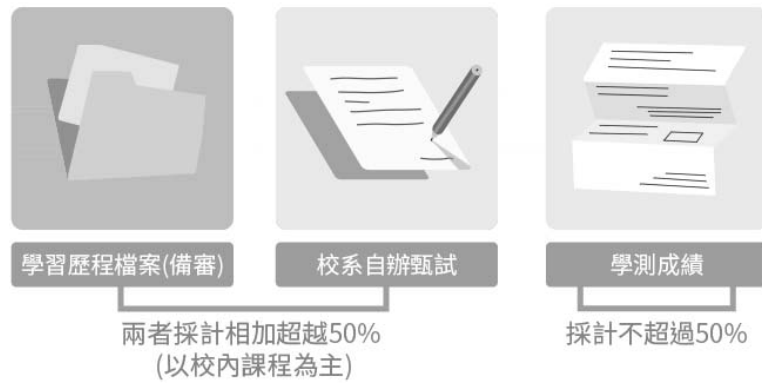 學習歷程檔案(備審)
校系自辦甄試
學測成績
兩者採計相加超越50%
(以校內課程為主)
採計不超過50%